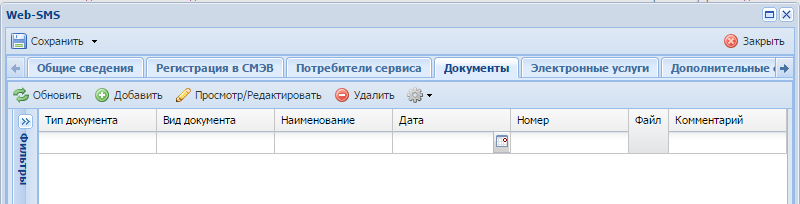 Web-SMS
Сохранить Закрыть
Общие сведения Регистрация в СМЭВ Потребители сервиса Документы Электронные услуги Дополнительные
Обновить Добавить Просмотр/Редактировать Удалить
Тип документа Вид документа Наименование Дата Номер Файл Комментарий
Фильтры